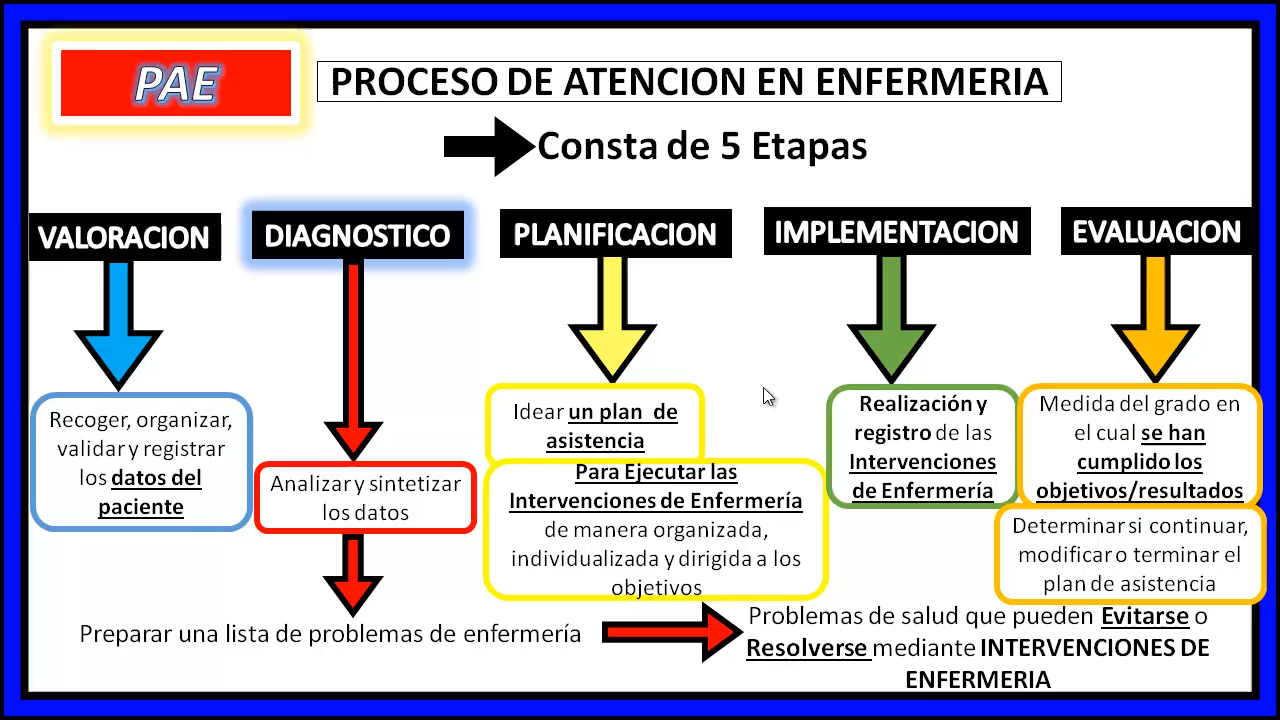 PAE
PROCESO DE ATENCION EN ENFERMERIA
Consta de 5 Etapas
VALORACION
DIAGNOSTICO
PLANIFICACION
IMPLEMENTACION
EVALUACION
Recoger, organizar,
validar y registrar
los datos del
paciente
Analizar y sintetizar
los datos
Preparar una lista de problemas de enfermería
Problemas de salud que pueden Evitarse o
Resolverse mediante INTERVENCIONES DE
ENFERMERIA
Idear un plan de
asistencia
Para Ejecutar las
Intervenciones de Enfermería
de manera organizada,
individualizada y dirigida a los
objetivos
Realización y
registro de las
Intervenciones
de Enfermería
Medida del grado en
el cual se han
cumplido los
objetivos/resultados
Determinar si continuar,
modificar o terminar el
plan de asistencia